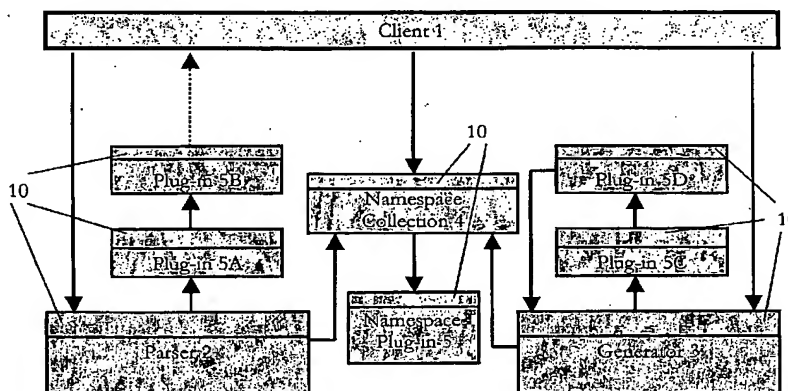 Client 1
10
Plug-in 5B
Plug-in 5D
10
Namespace
Collection 4
Plug-in 5A
Plug-in 5C
Namespace
Plug-in 5
Parser 2
Generator 3